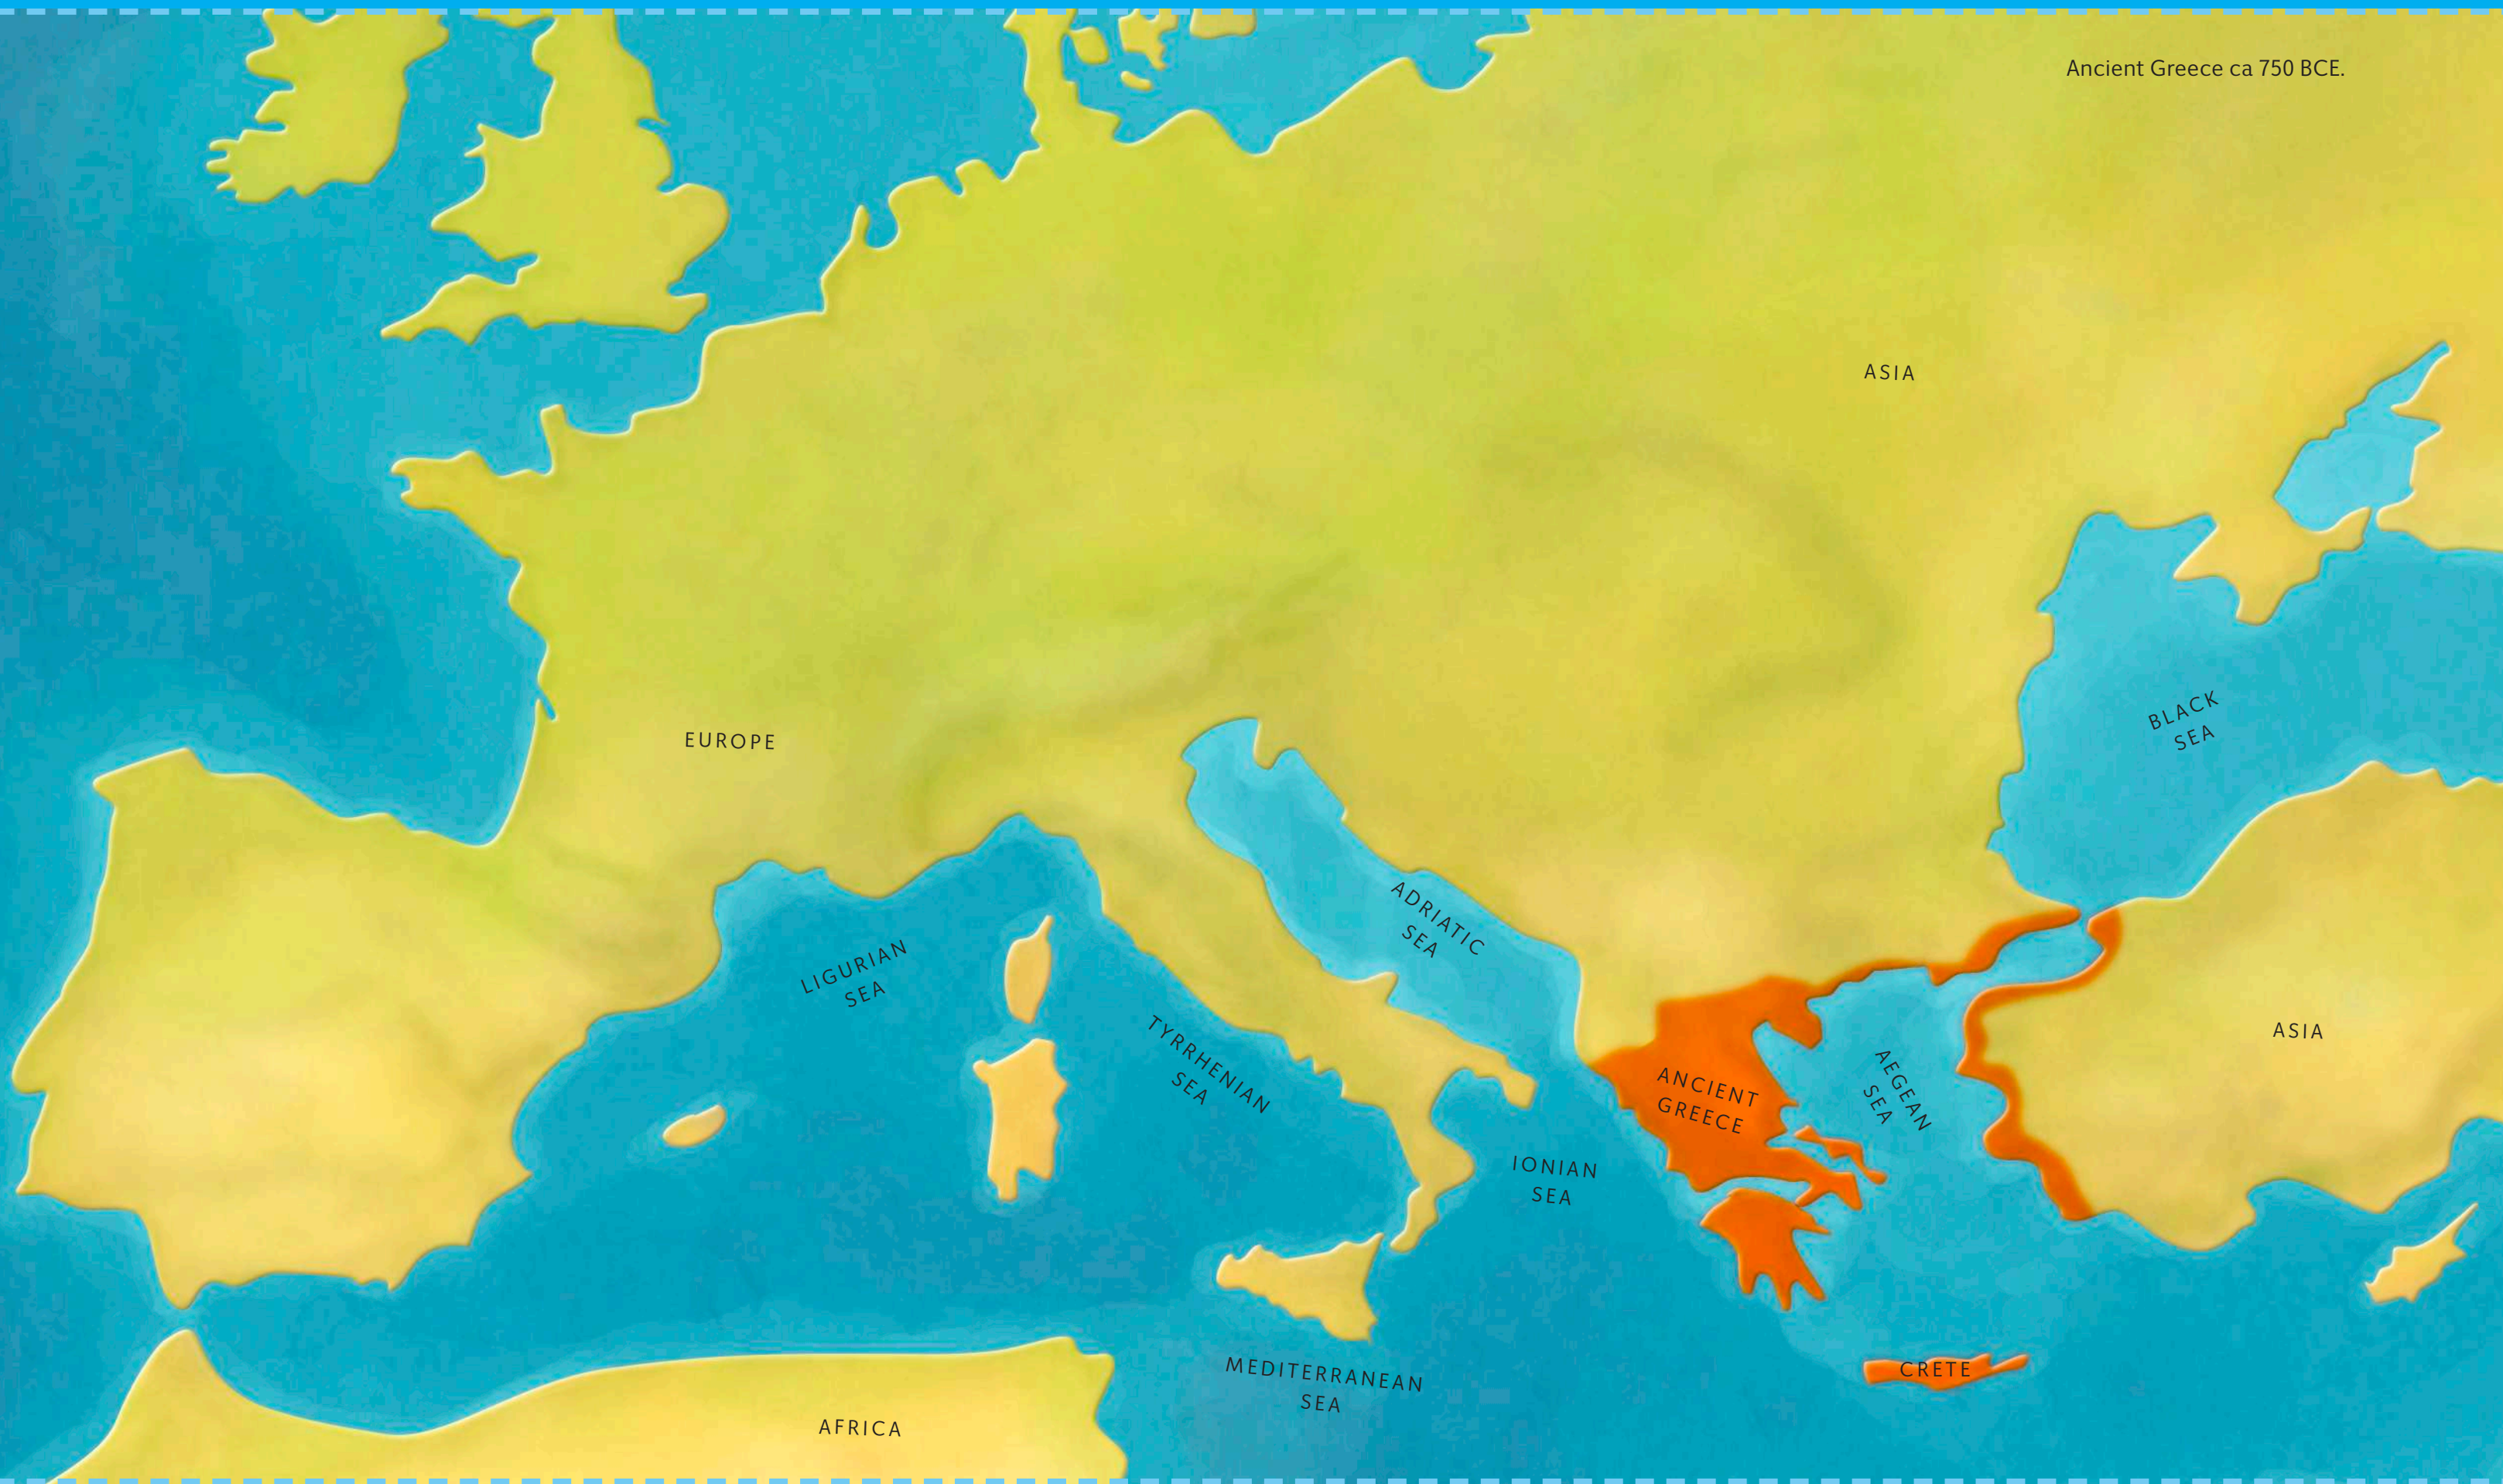 Ancient Greece ca 750 BCE.
ASIA
BLACK
SEA
EUROPE
ADRIATIC
SEA
LIGURIAN
SEA
TYRRHENIAN
SEA
ASIA
ANCIENT
GREECE
AEGEAN
SEA
IONIAN
SEA
CRETE
MEDITERRANEAN
SEA
AFRICA